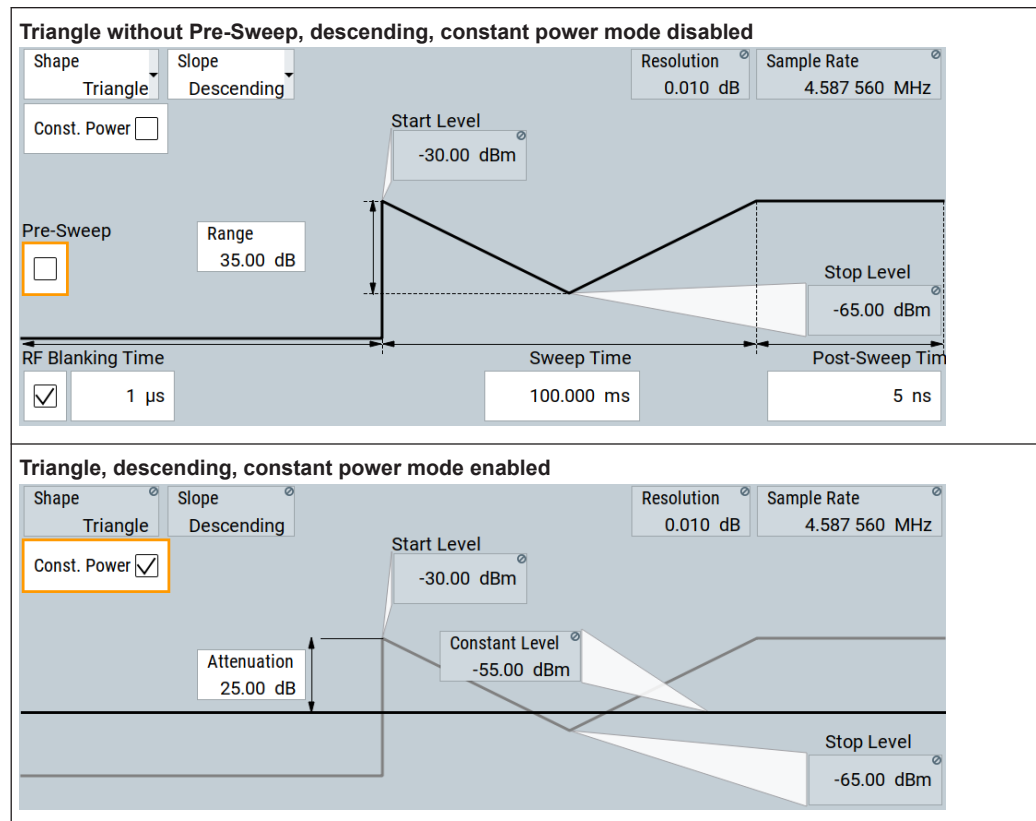 Triangle without Pre-Sweep, descending, constant power mode disabled
Shape
Triangle
Slope
Descending
Resolution
0.010 dB
Sample Rate
4.587 560 MHz
Const. Power
Start Level
-30.00 dBm
Pre-Sweep
Range
35.00 dB
Stop Level
-65.00 dBm
RF Blanking Time
1 µs
Sweep Time
100.000 ms
Post-Sweep Tim
5 ns
Triangle, descending, constant power mode enabled
Shape
Triangle
Slope
Descending
Resolution
0.010 dB
Sample Rate
4.587 560 MHz
Const. Power
Start Level
-30.00 dBm
Constant Level
-55.00 dBm
Attenuation
25.00 dB
Stop Level
-65.00 dBm